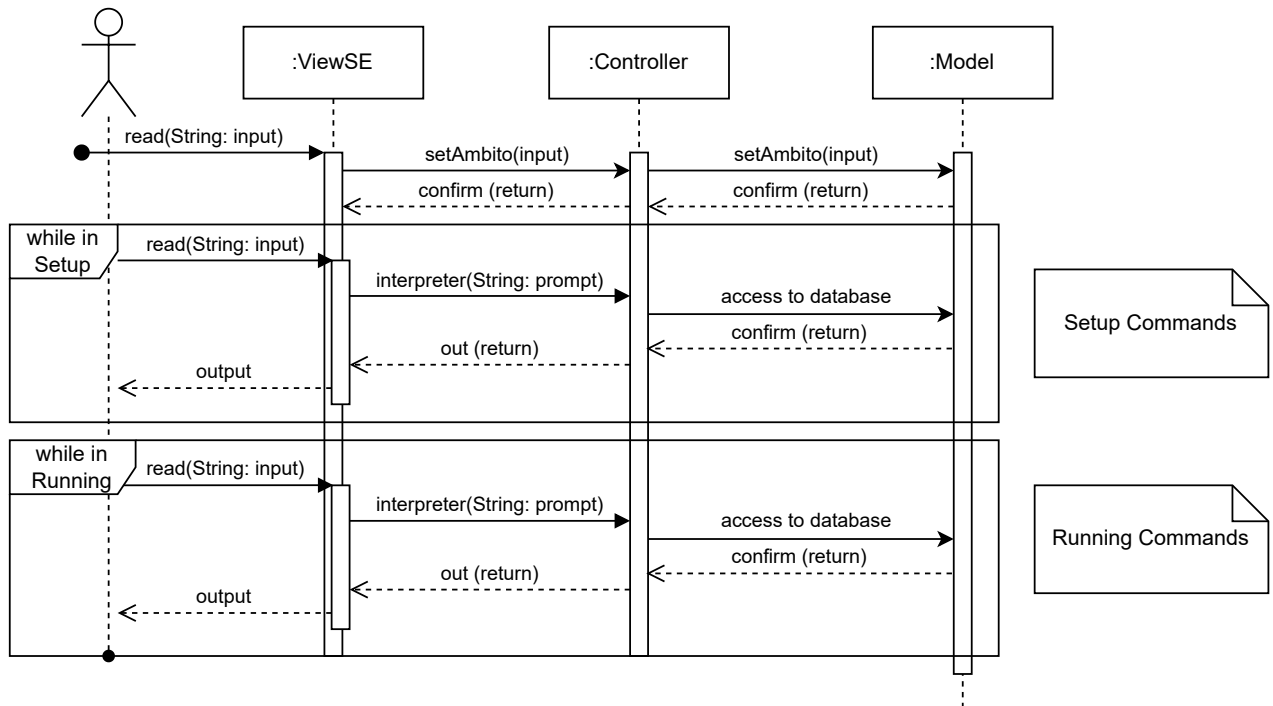 :ViewSE
:Controller
:Model
read(String: input)
setAmbito(input)
setAmbito(input)
confirm (return)
confirm (return)
while in
Setup
read(String: input)
interpreter(String: prompt)
access to database
confirm (return)
out (return)
output
Setup Commands
while in
Running
read(String: input)
interpreter(String: prompt)
access to database
confirm (return)
out (return)
output
Running Commands